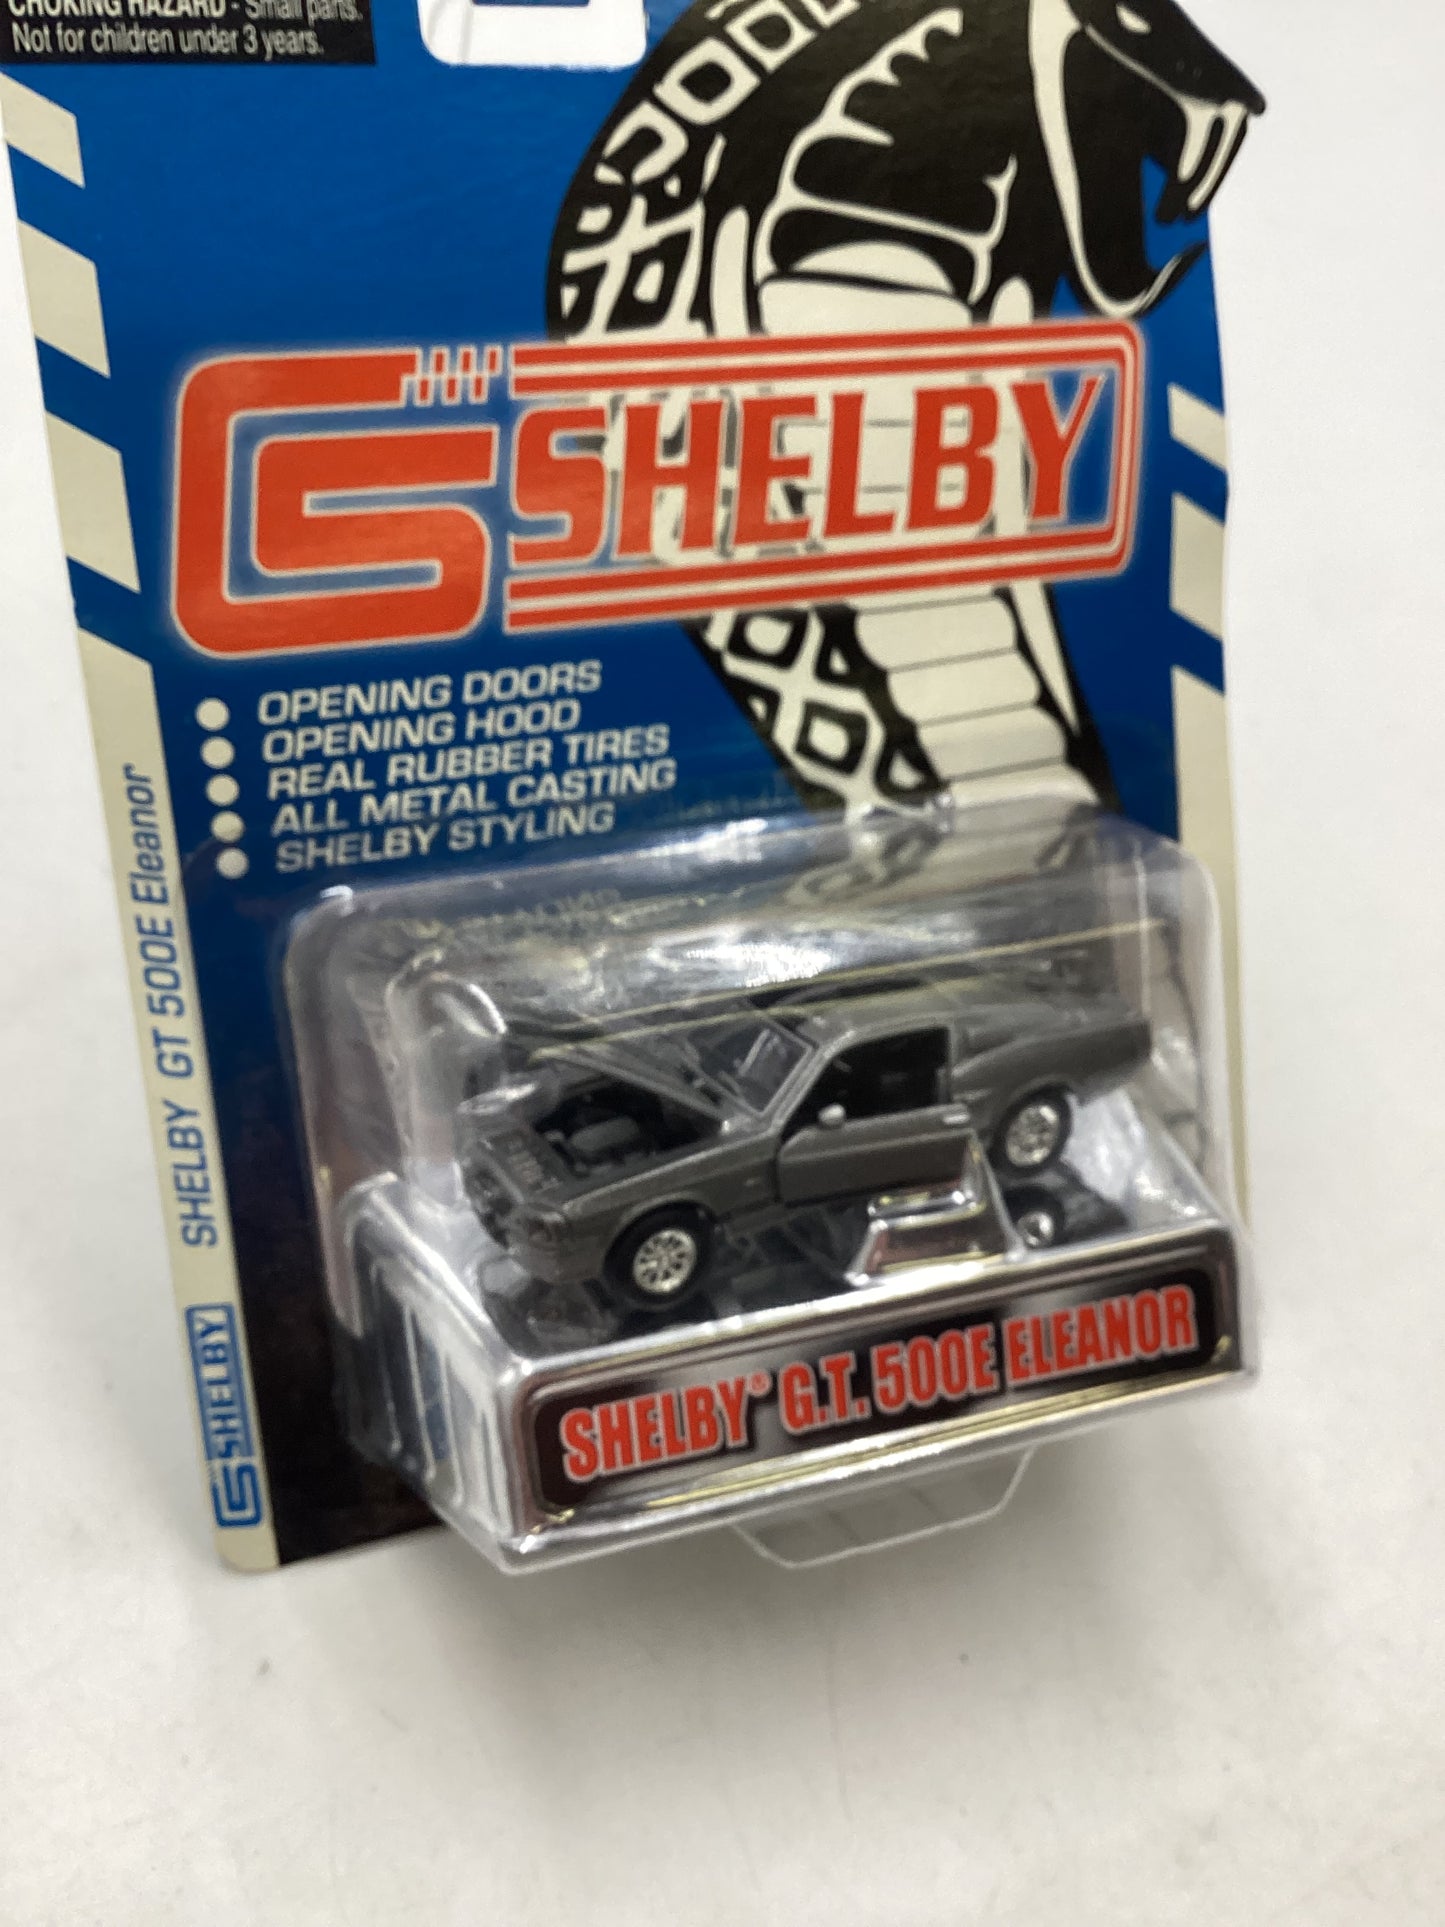 CHOKING HAZARD - Small parts.
Not for children under 3 years.
SHELBY
OPENING DOORS
OPENING HOOD
REAL RUBBER TIRES
ALL METAL CASTING
SHELBY STYLING
SHELBY GT 500E Eleanor
SHELBY
SHELBY® G.T. 500E ELEANOR